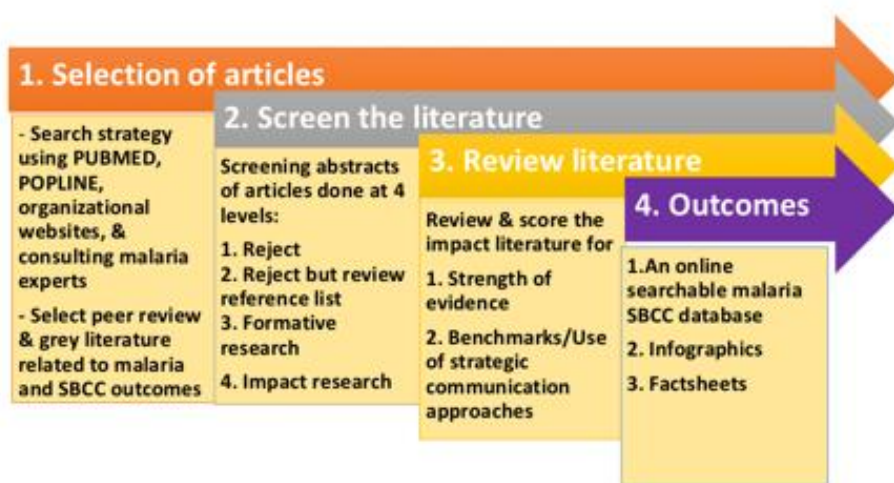 1. Selection of articles
- Search strategy
using PUBMED,
POPLINE,
organizational
websites, &
consulting malaria
experts
- Select peer review
& grey literature
related to malaria
and SBCC outcomes
2. Screen the literature
Screening abstracts
of articles done at 4
levels:
1. Reject
2. Reject but review
reference list
3. Formative
research
4. Impact research
3. Review literature
Review & score the
impact literature for
1. Strength of
evidence
2. Benchmarks/Use
of strategic
communication
approaches
4. Outcomes
1.An online
searchable malaria
SBCC database
2. Infographics
3. Factsheets